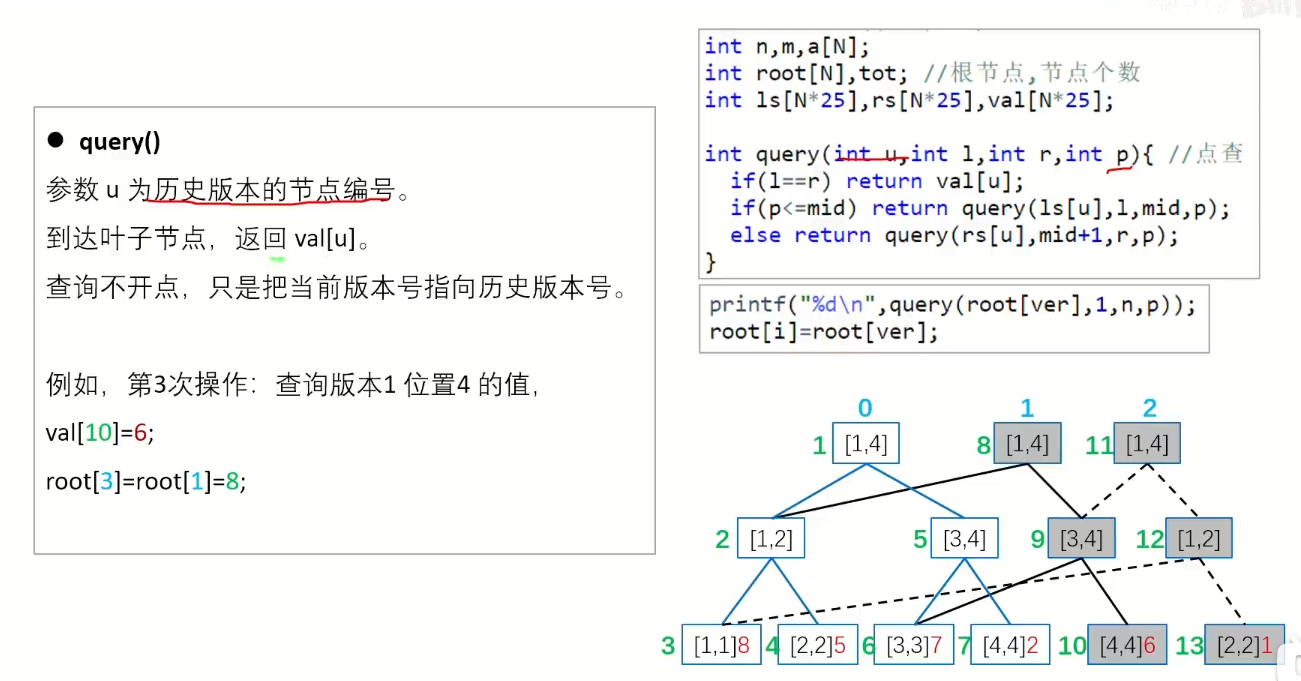 ● query()
参数 u 为历史版本的节点编号。
到达叶子节点，返回 val[u]。
查询不开点，只是把当前版本号指向历史版本号。
例如，第3次操作：查询版本1 位置4 的值，
val[10]=6;
root[3]=root[1]=8;
int n,m,a[N];
int root[N],tot; //根节点,节点个数
int ls[N*25],rs[N*25],val[N*25];
int query(int u,int l,int r,int p){ //点查
if(l==r) return val[u];
if(p<=mid) return query(ls[u],l,mid,p);
else return query(rs[u],mid+1,r,p);
}
printf("%d\n",query(root[ver],1,n,p));
root[i]=root[ver];
0 1 2
1 [1,4] 8 [1,4] 11 [1,4]
2 [1,2] 5 [3,4] 9 [3,4] 12 [1,2]
3 [1,1]8 4 [2,2]5 6 [3,3]7 7 [4,4]2 10 [4,4]6 13 [2,2]1